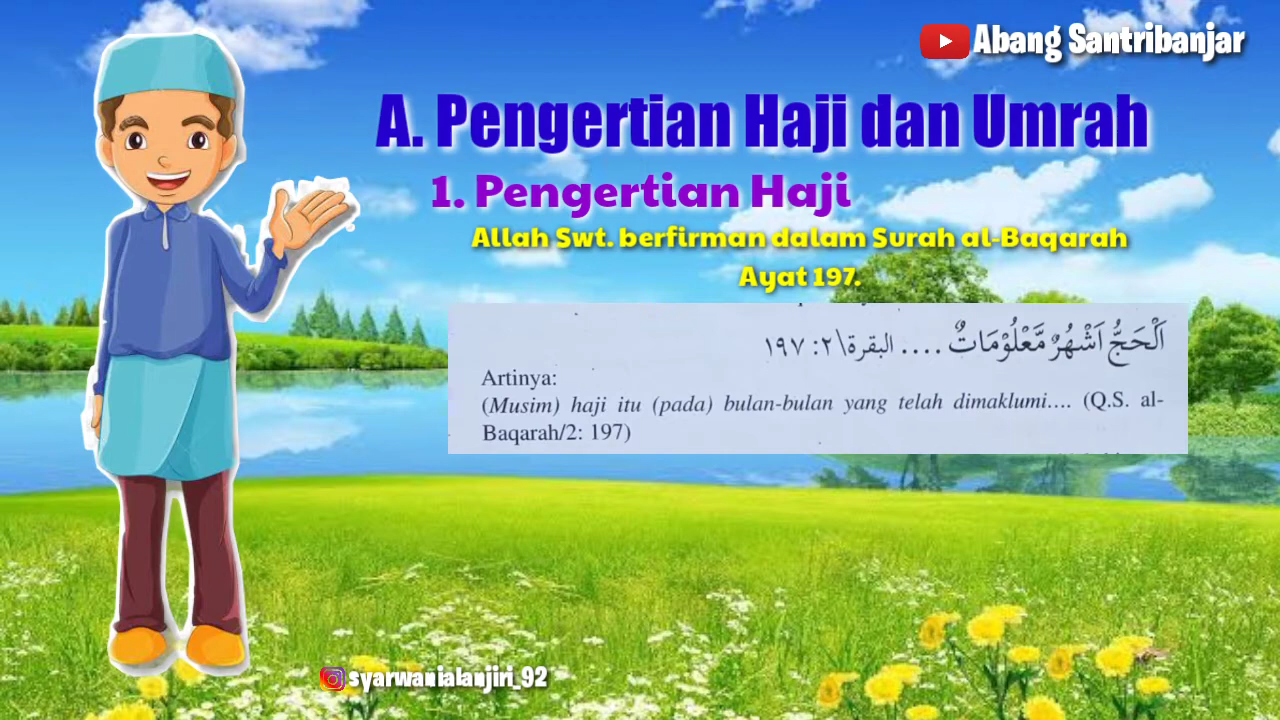 Abang Santribanjar
A. Pengertian Haji dan Umrah
1. Pengertian Haji
Allah Swt. berfirman dalam Surah al-Baqarah
Ayat 197.
اَلْحَجُّ اَشْهُرٌ مَّعْلُوْمَاتٌ .... البقرة\٢: ١٩٧
Artinya:
(Musim) haji itu (pada) bulan-bulan yang telah dimaklumi.... (Q.S. al-
Baqarah/2: 197)
syarwanialanjiri_92